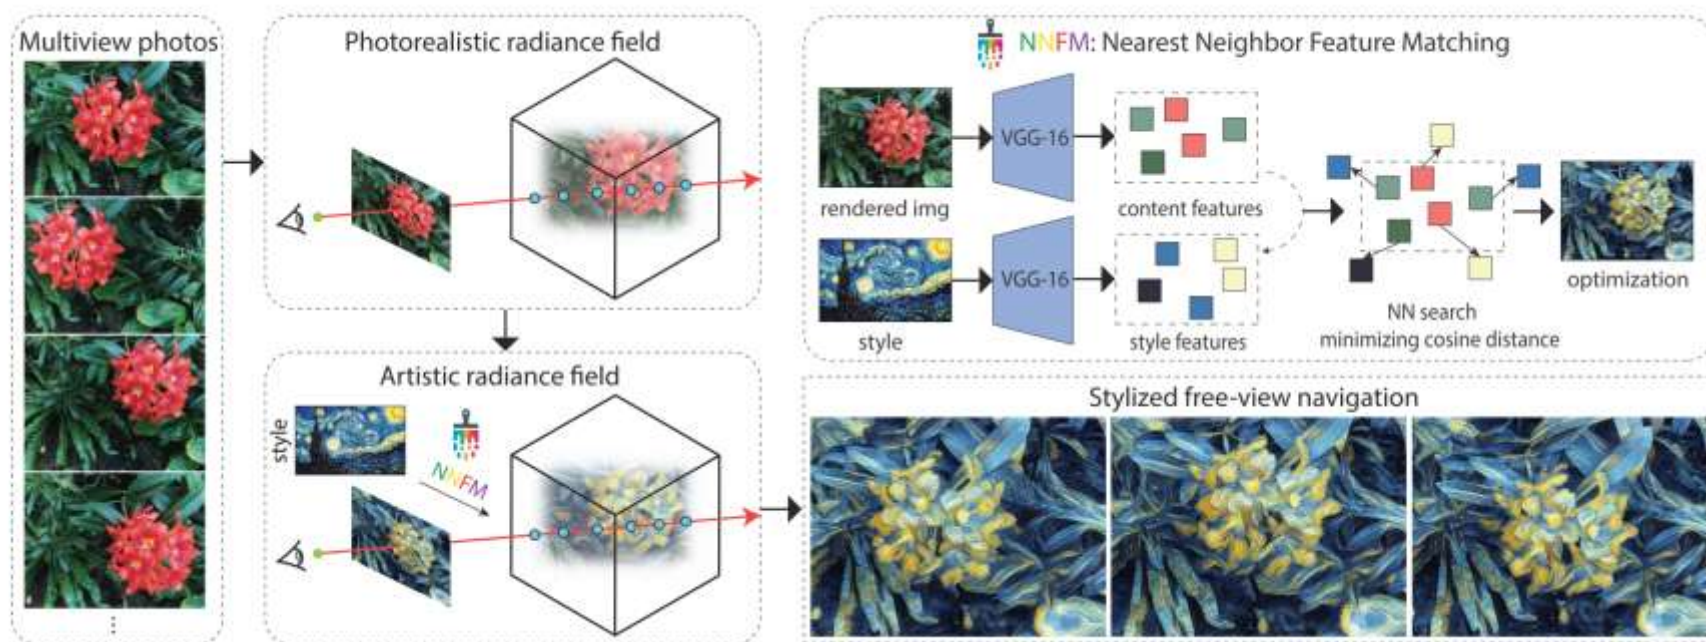 Multiview photos
Photorealistic radiance field
NNFM: Nearest Neighbor Feature Matching
VGG-16
rendered img
content features
VGG-16
style
style features
NN search
minimizing cosine distance
optimization
Artistic radiance field
style
NNFM
Stylized free-view navigation